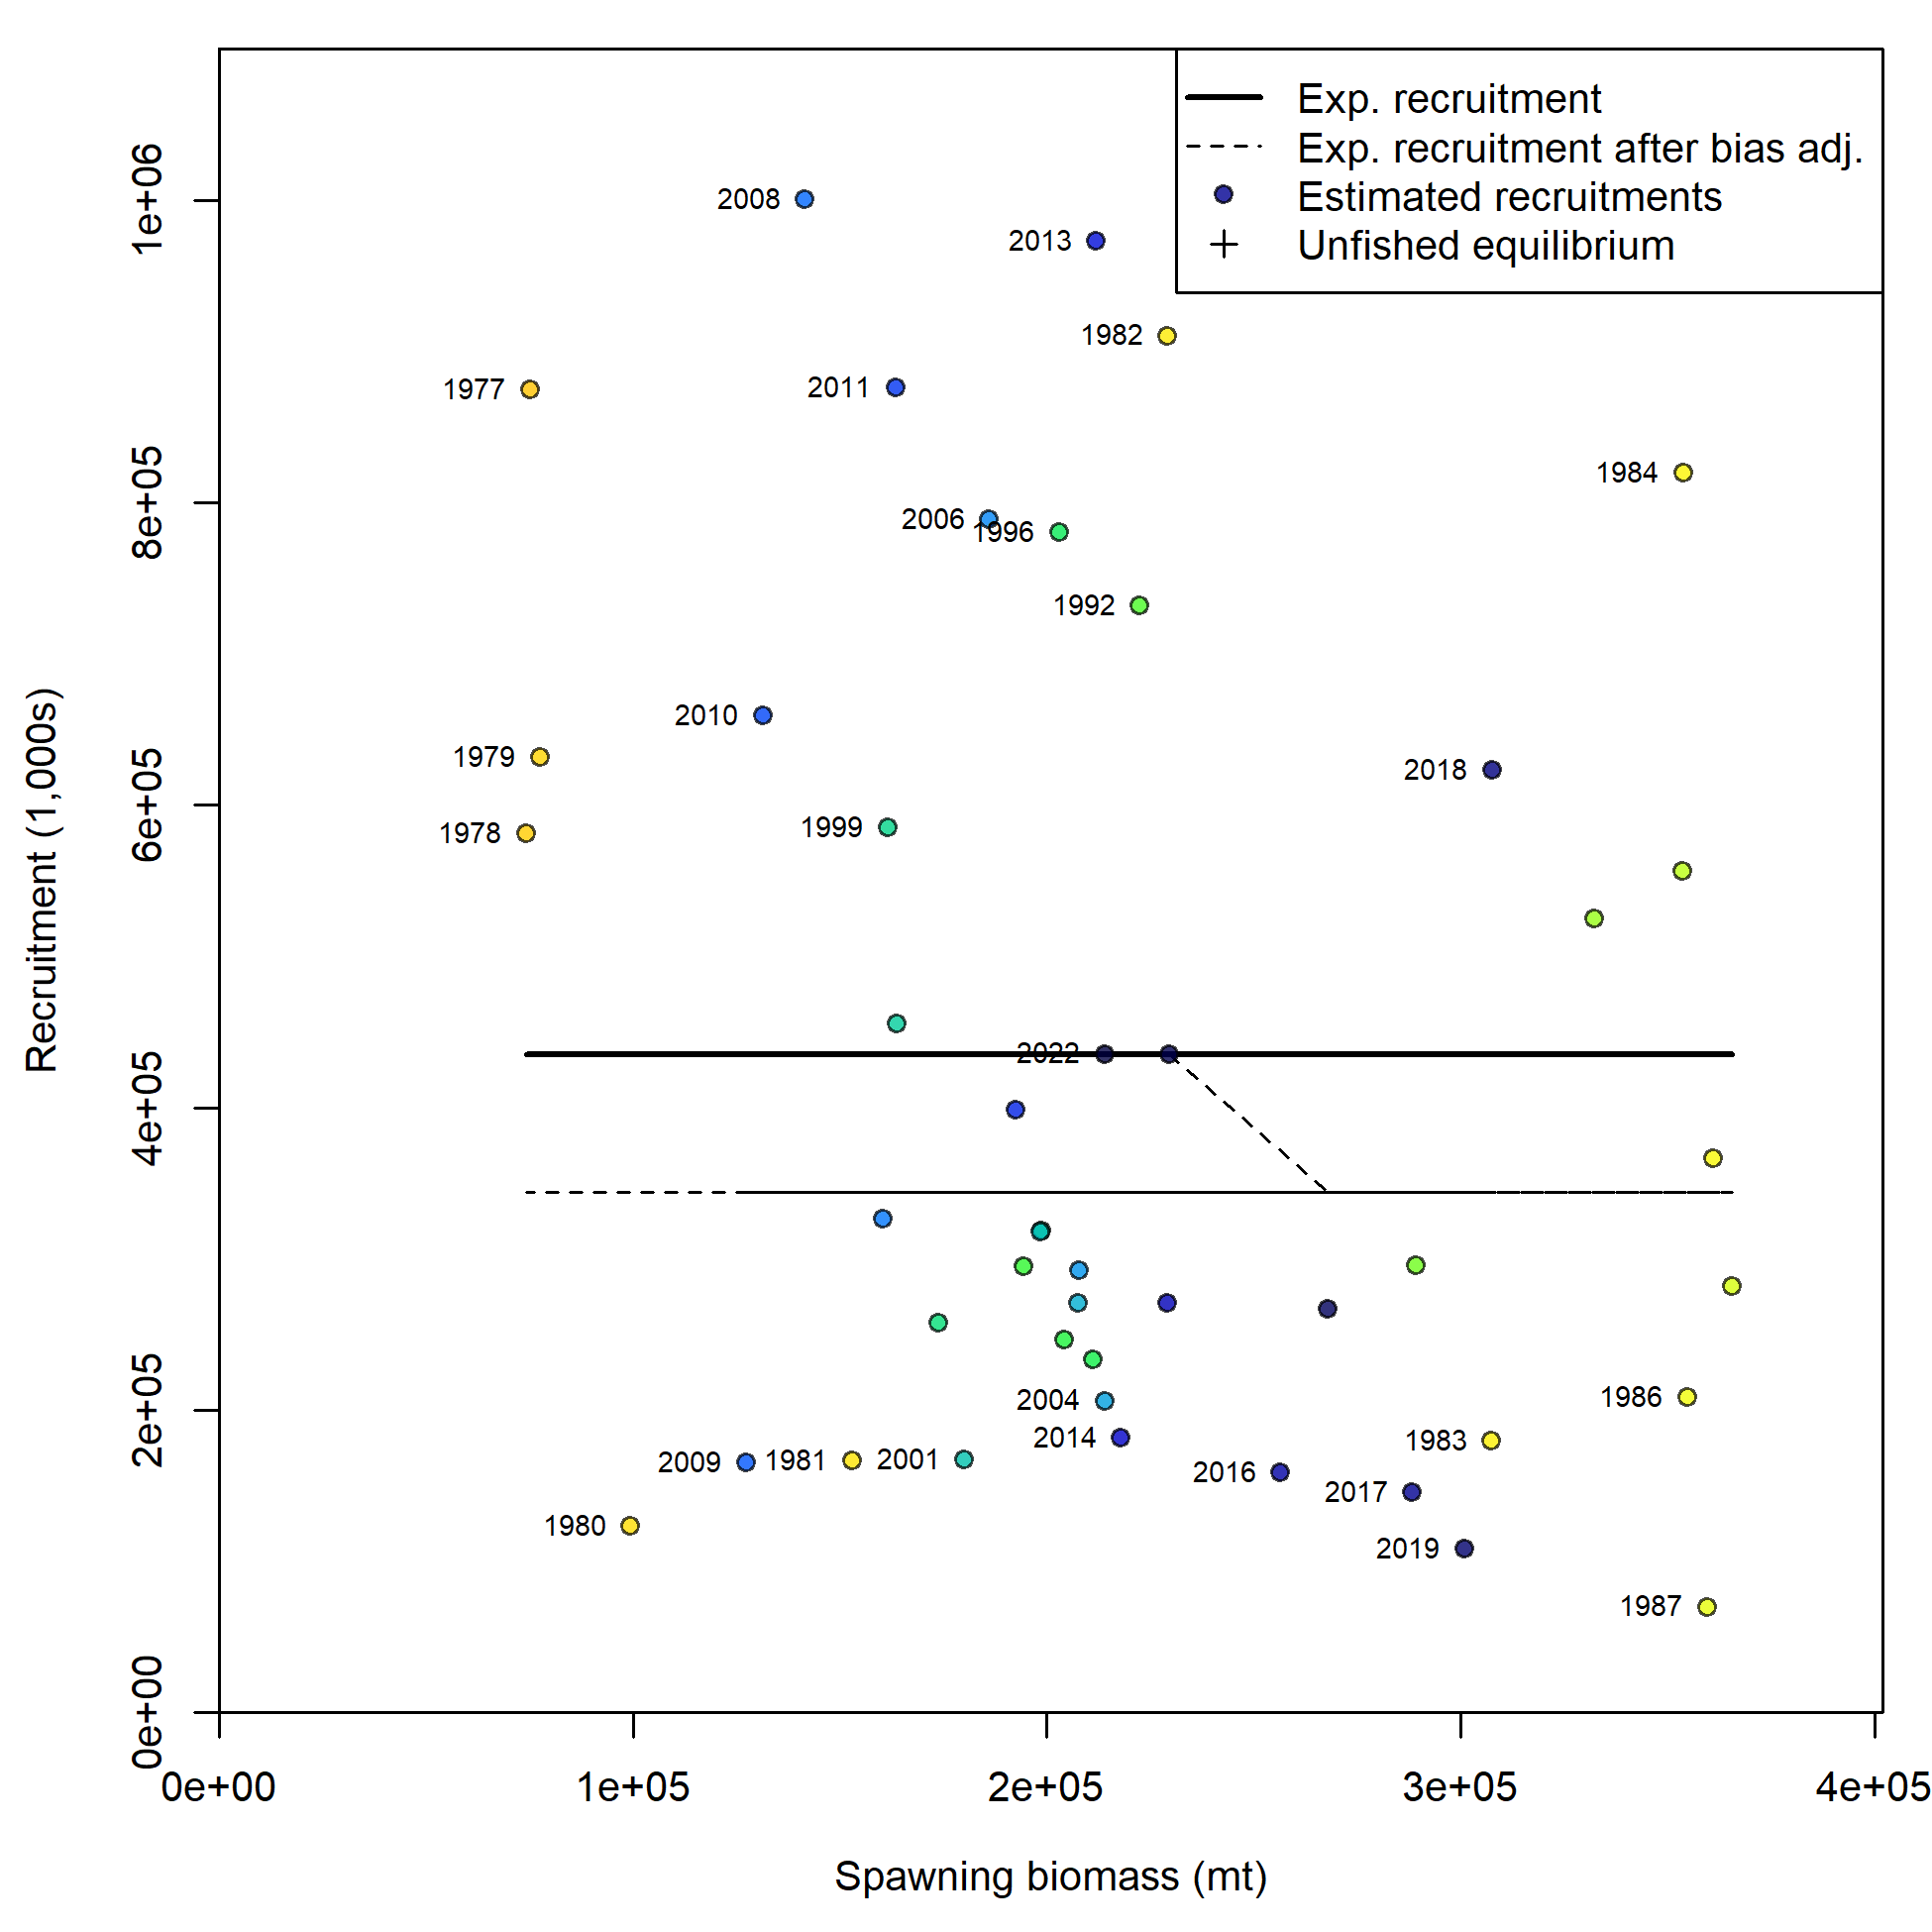 Exp. recruitment
Exp. recruitment after bias adj.
Estimated recruitments
Unfished equilibrium
2008
2013
1982
1977
2011
1984
2006
1996
1992
2010
1979
2018
1978
1999
2022
2004
1986
2014
1983
2009
1981
2001
2016
2017
1980
2019
1987
Recruitment (1,000s)
1e+06
8e+05
6e+05
4e+05
2e+05
0e+00
0e+00
1e+05
2e+05
3e+05
4e+05
Spawning biomass (mt)